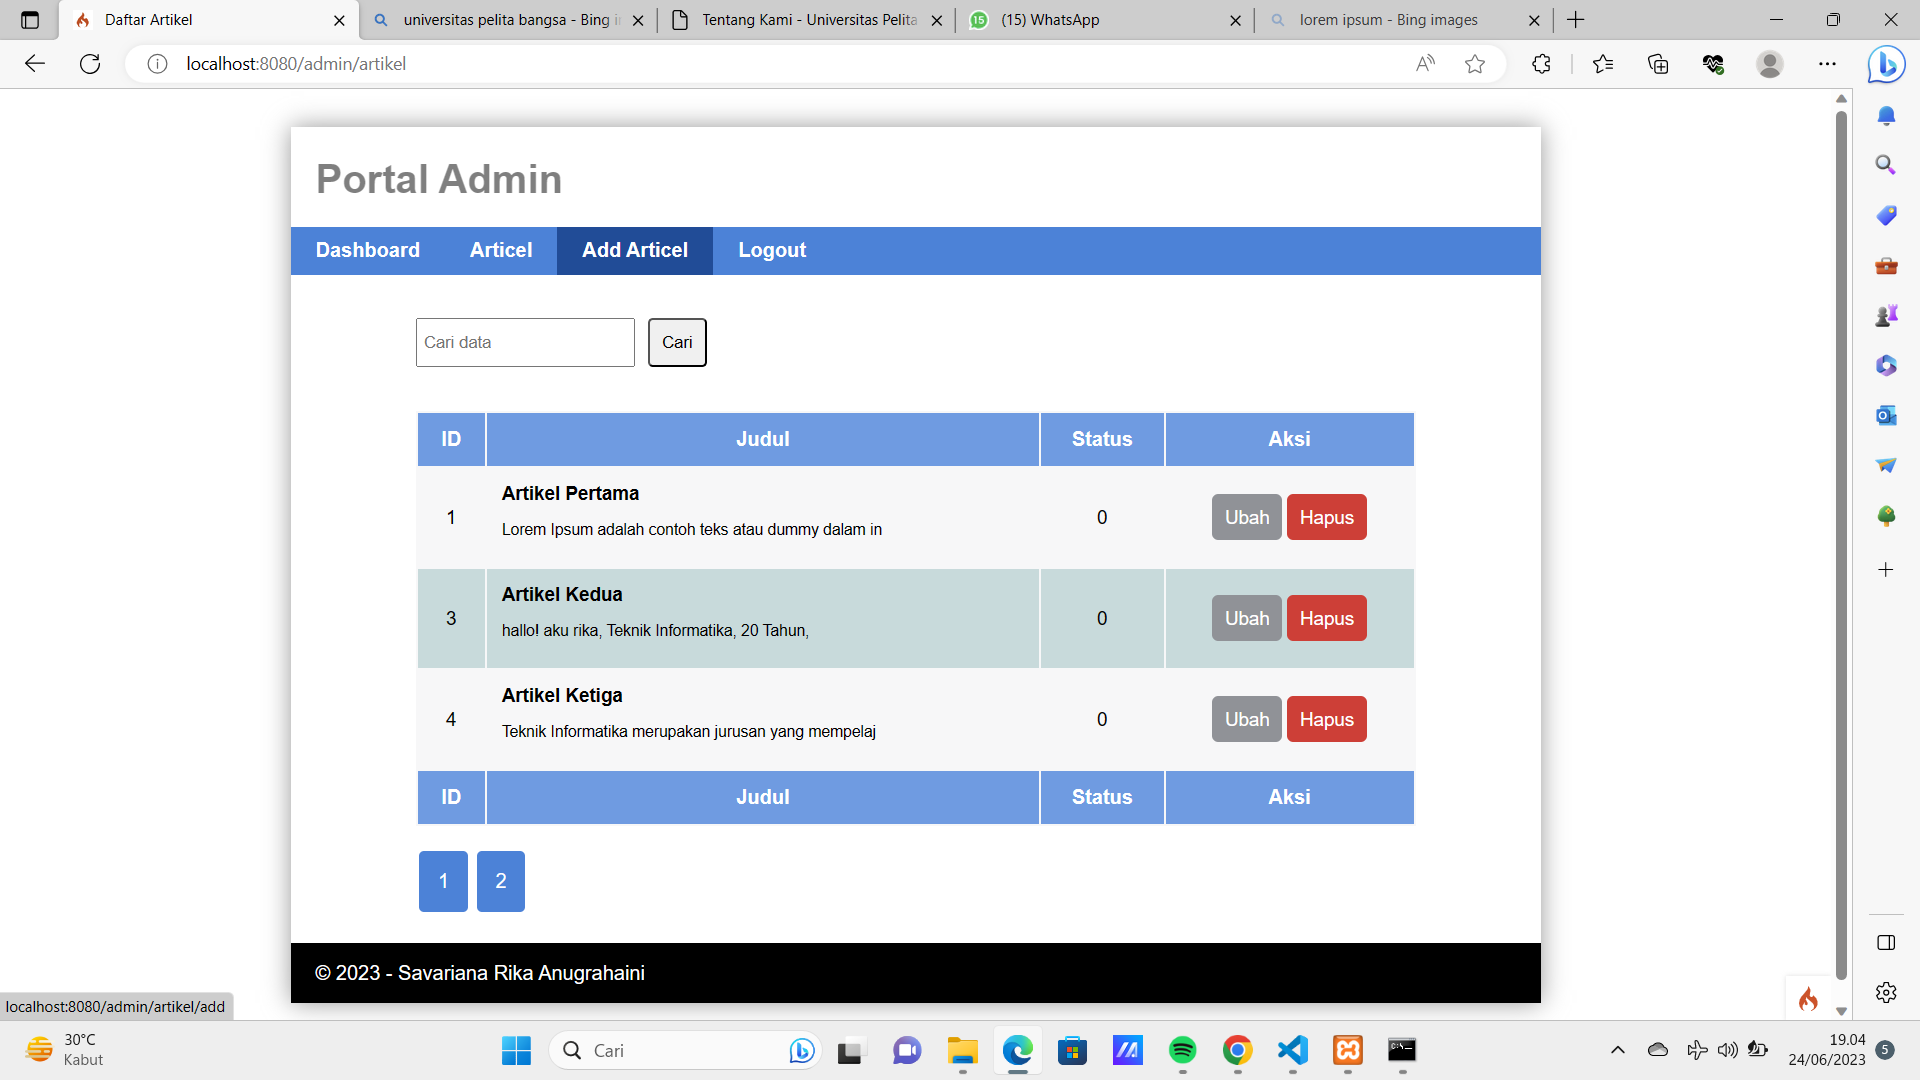 Daftar Artikel
universitas pelita bangsa - Bing i
Tentang Kami - Universitas Pelita
15
(15) WhatsApp
lorem ipsum - Bing images
localhost:8080/admin/artikel
Portal Admin
Dashboard Articel Add Articel Logout
Cari data Cari
ID Judul Status Aksi
Artikel Pertama
1 0 Ubah Hapus
Lorem Ipsum adalah contoh teks atau dummy dalam in
Artikel Kedua
3 0 Ubah Hapus
hallo! aku rika, Teknik Informatika, 20 Tahun,
Artikel Ketiga
4 0 Ubah Hapus
Teknik Informatika merupakan jurusan yang mempelaj
ID Judul Status Aksi
1 2
© 2023 - Savariana Rika Anugrahaini
localhost:8080/admin/artikel/add
30°C
Kabut
Cari
19.04
24/06/2023
5